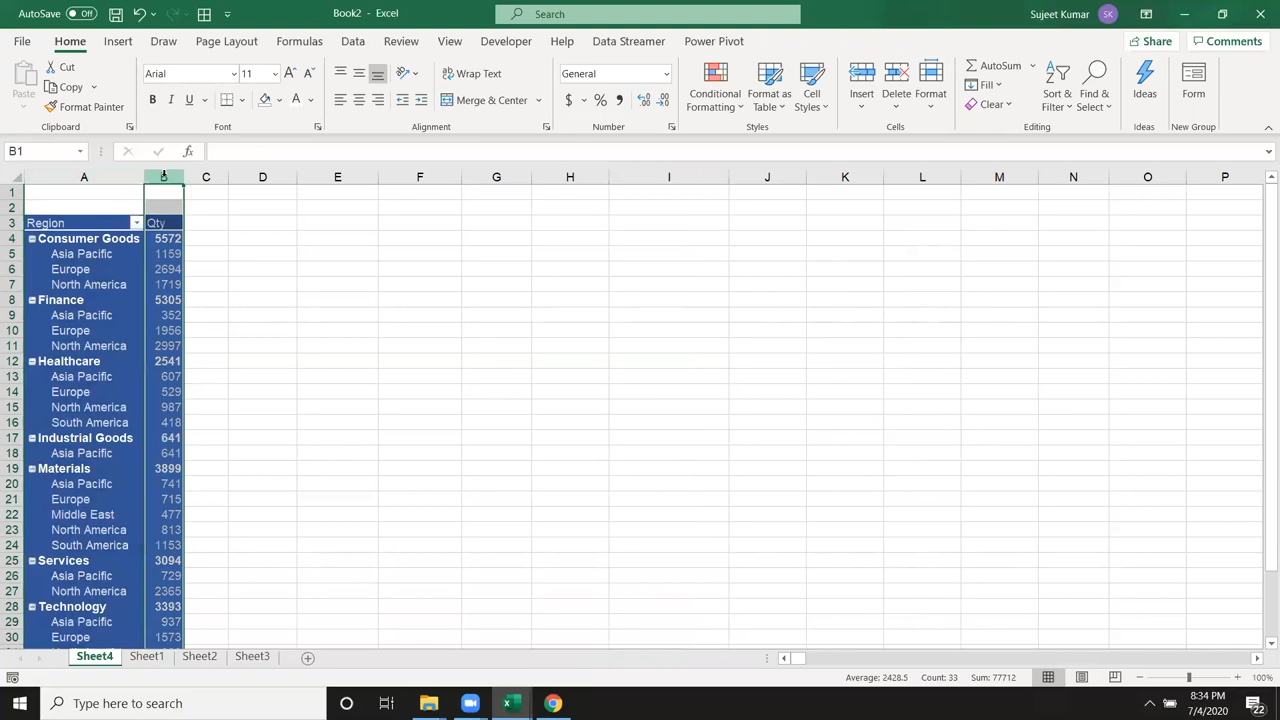 AutoSave Off Book2 - Excel Search Sujeet Kumar SK
File Home Insert Draw Page Layout Formulas Data Review View Developer Help Data Streamer Power Pivot Share Comments
Paste Cut Copy Format Painter
Arial 11 General
B I U A
Wrap Text
Merge & Center
$ % 9
Conditional Formatting Format as Table Cell Styles
Insert Delete Format
AutoSum
Fill
Clear
Sort & Filter Find & Select
Ideas
Form
Clipboard Font Alignment Number Styles Cells Editing Ideas New Group
B1 fx
A B C D E F G H I J K L M N O P
1
2
3 Region Qty
4 Consumer Goods 5572
5 Asia Pacific 1159
6 Europe 2694
7 North America 1719
8 Finance 5305
9 Asia Pacific 352
10 Europe 1956
11 North America 2997
12 Healthcare 2541
13 Asia Pacific 607
14 Europe 529
15 North America 987
16 South America 418
17 Industrial Goods 641
18 Asia Pacific 641
19 Materials 3899
20 Asia Pacific 741
21 Europe 715
22 Middle East 477
23 North America 813
24 South America 1153
25 Services 3094
26 Asia Pacific 729
27 North America 2365
28 Technology 3393
29 Asia Pacific 937
30 Europe 1573
Sheet4 Sheet1 Sheet2 Sheet3
Average: 2428.5 Count: 33 Sum: 77712 100%
Type here to search
8:34 PM
7/4/2020
22